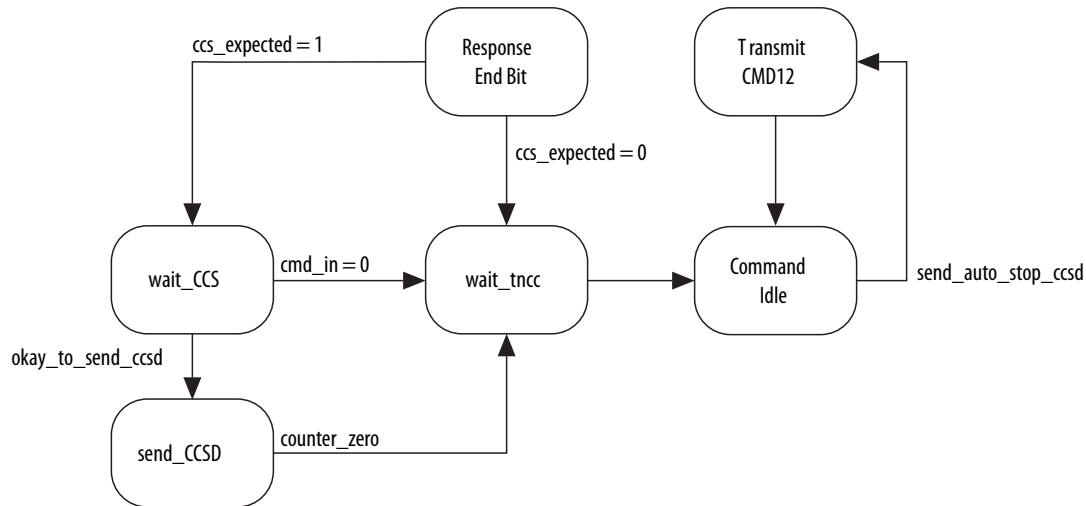 ccs_expected = 1
Response
End Bit
Transmit
CMD12
ccs_expected = 0
wait_CCS
cmd_in = 0
wait_tncc
Command
Idle
send_auto_stop_ccsd
okay_to_send_ccsd
send_CCSD
counter_zero